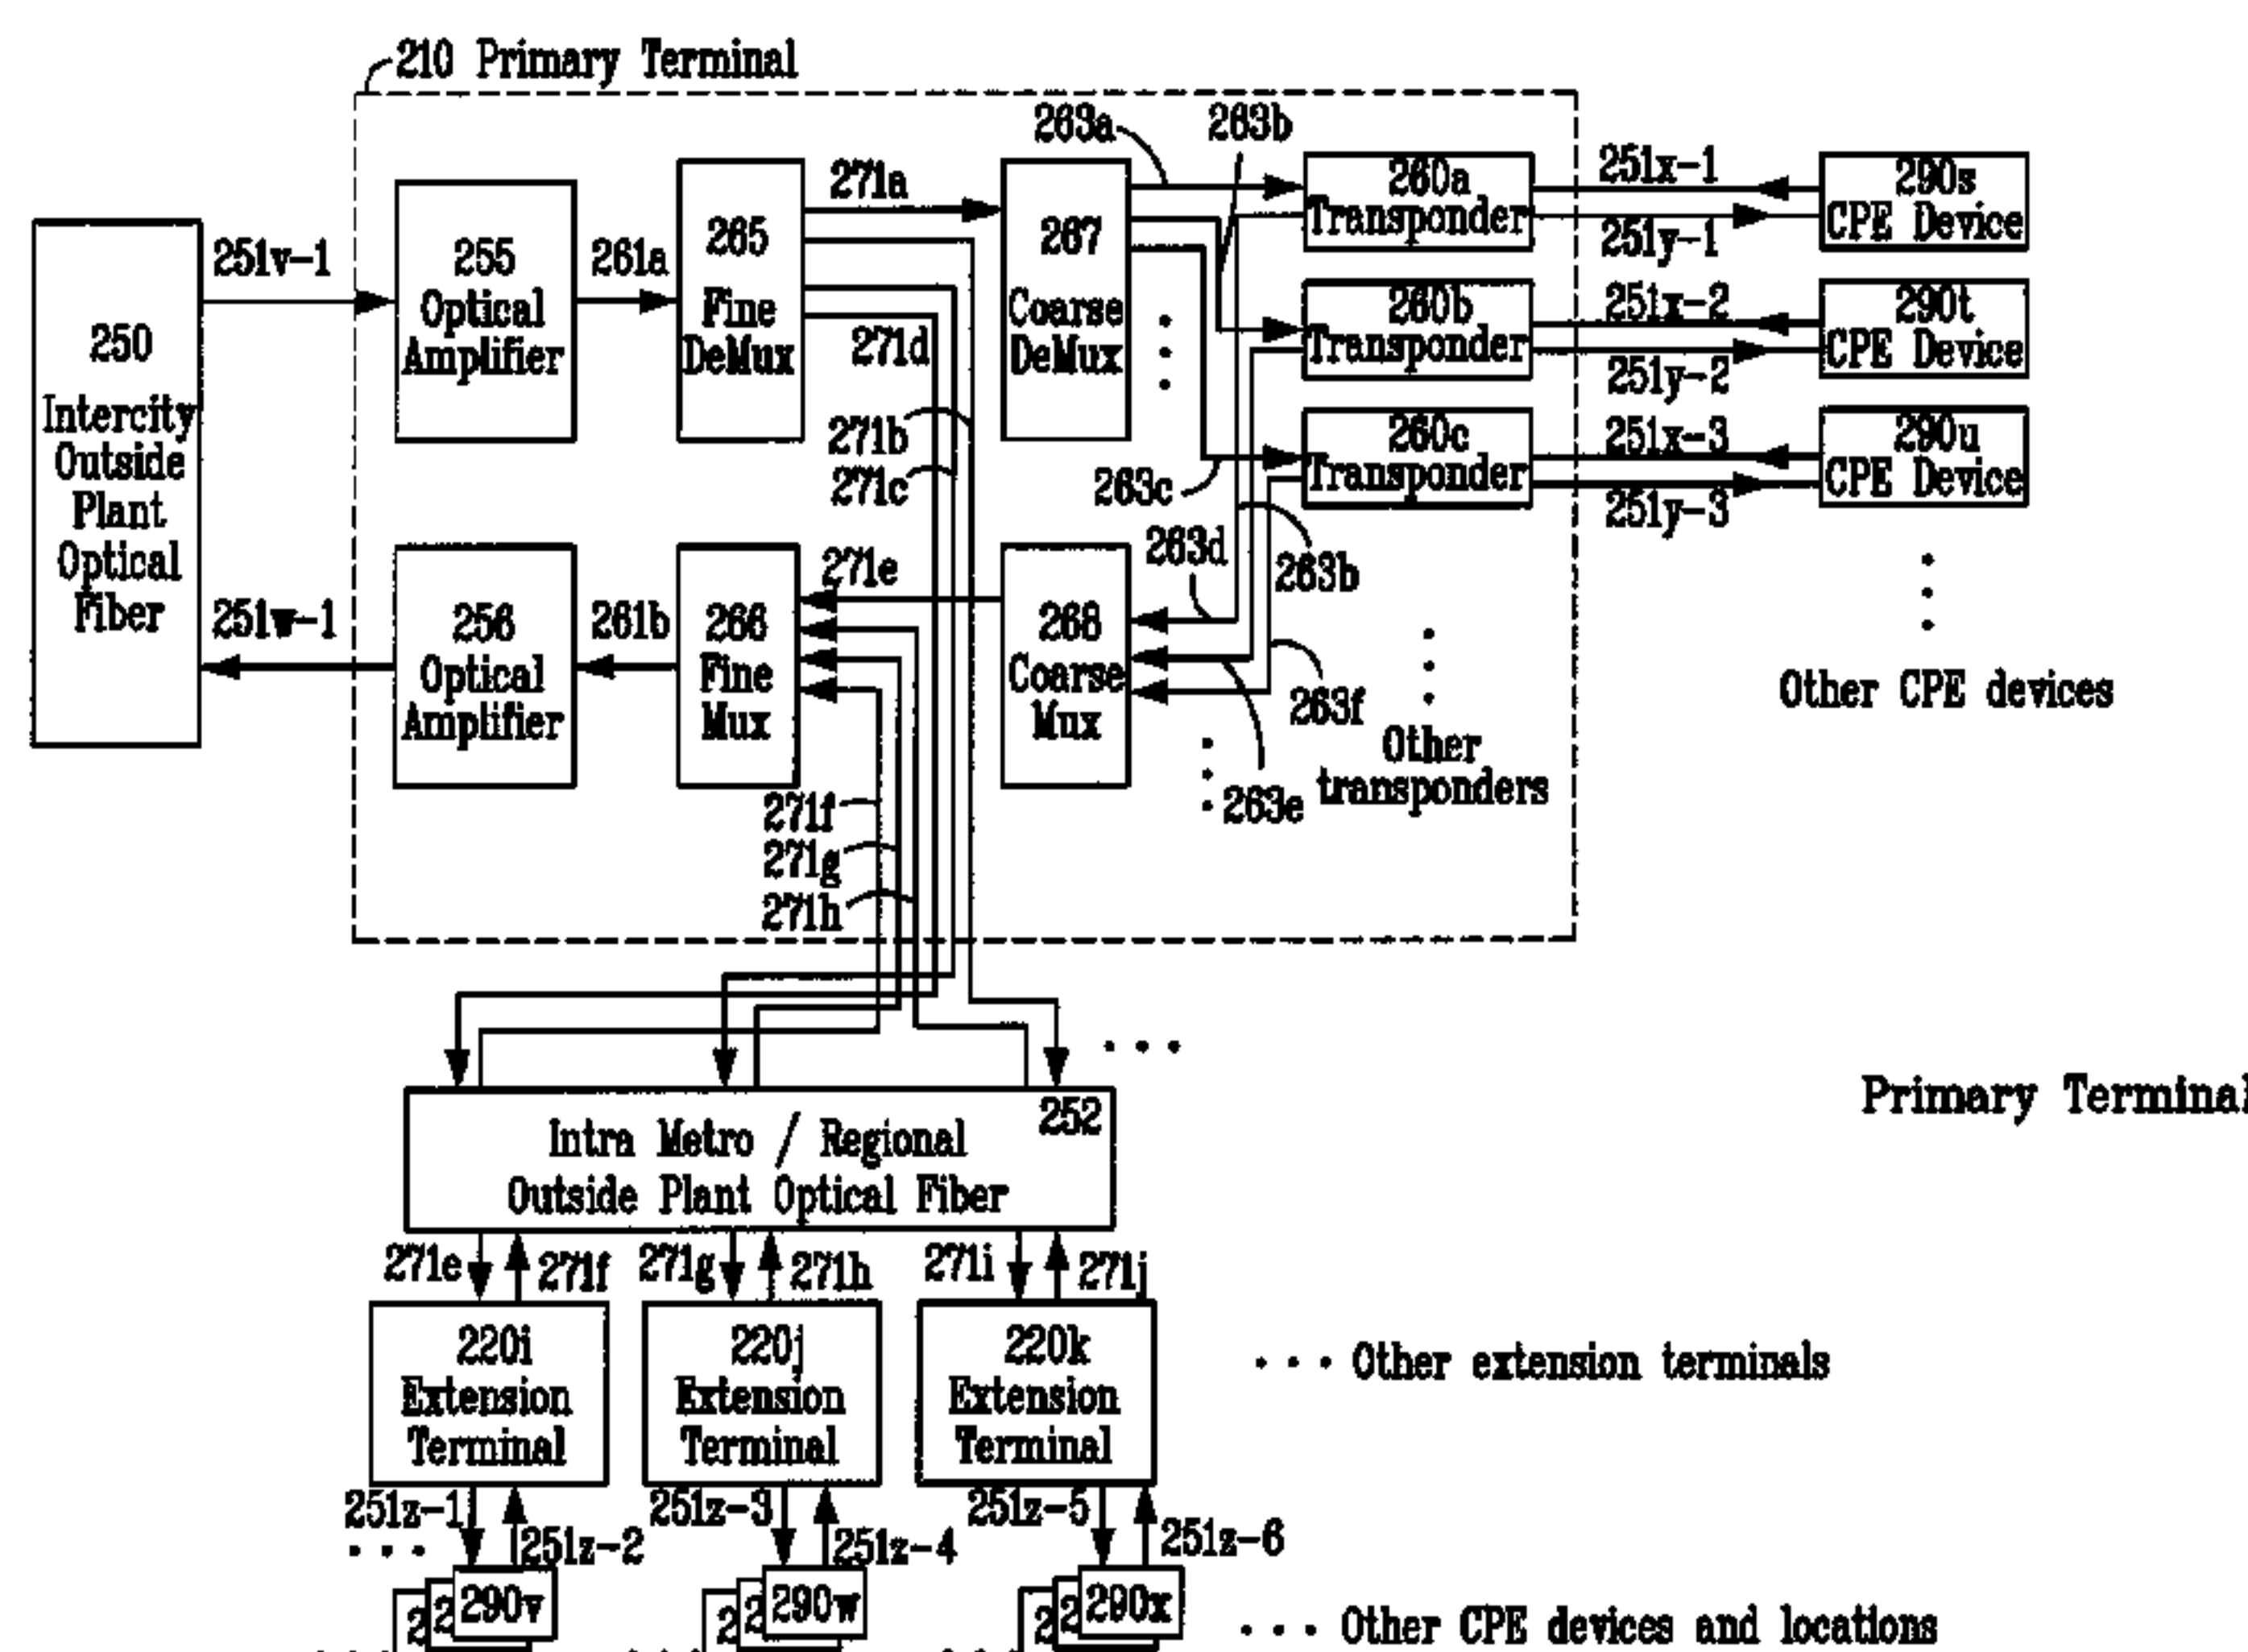 210 Primary Terminal
263a
263b
271a
251v-1
261a
250
Intercity
Outside
Plant
Optical
Fiber
255
Optical
Amplifier
265
Fine
DeMux
267
Coarse
DeMux
260a
Transponder
251x-1
251y-1
290s
CPE Device
260b
Transponder
251x-2
251y-2
290t
CPE Device
260c
Transponder
251x-3
251y-3
290u
CPE Device
271d
271b
271c
263c
263d
263b
271e
251w-1
261b
256
Optical
Amplifier
266
Fine
Mux
268
Coarse
Mux
263f
263e
Other
transponders
Other CPE devices
271f
271g
271h
252
Intra Metro / Regional
Outside Plant Optical Fiber
Primary Terminal
271e
271f
271g
271h
271i
271j
220i
Extension
Terminal
220j
Extension
Terminal
220k
Extension
Terminal
... Other extension terminals
251z-1
251z-2
251z-3
251z-4
251z-5
251z-6
...
2
2
290v
2
2
290w
2
2
290x
... Other CPE devices and locations